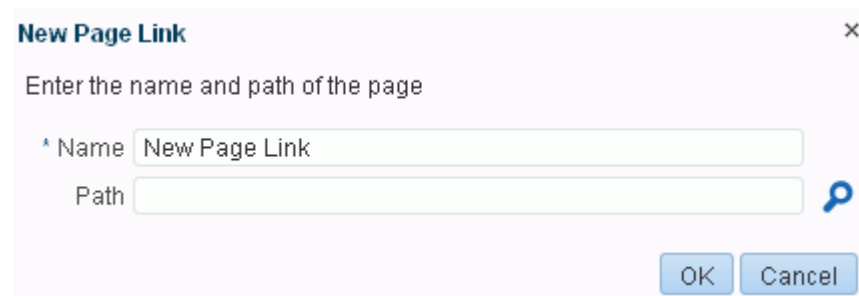 New Page Link
Enter the name and path of the page
* Name New Page Link
Path
OK Cancel